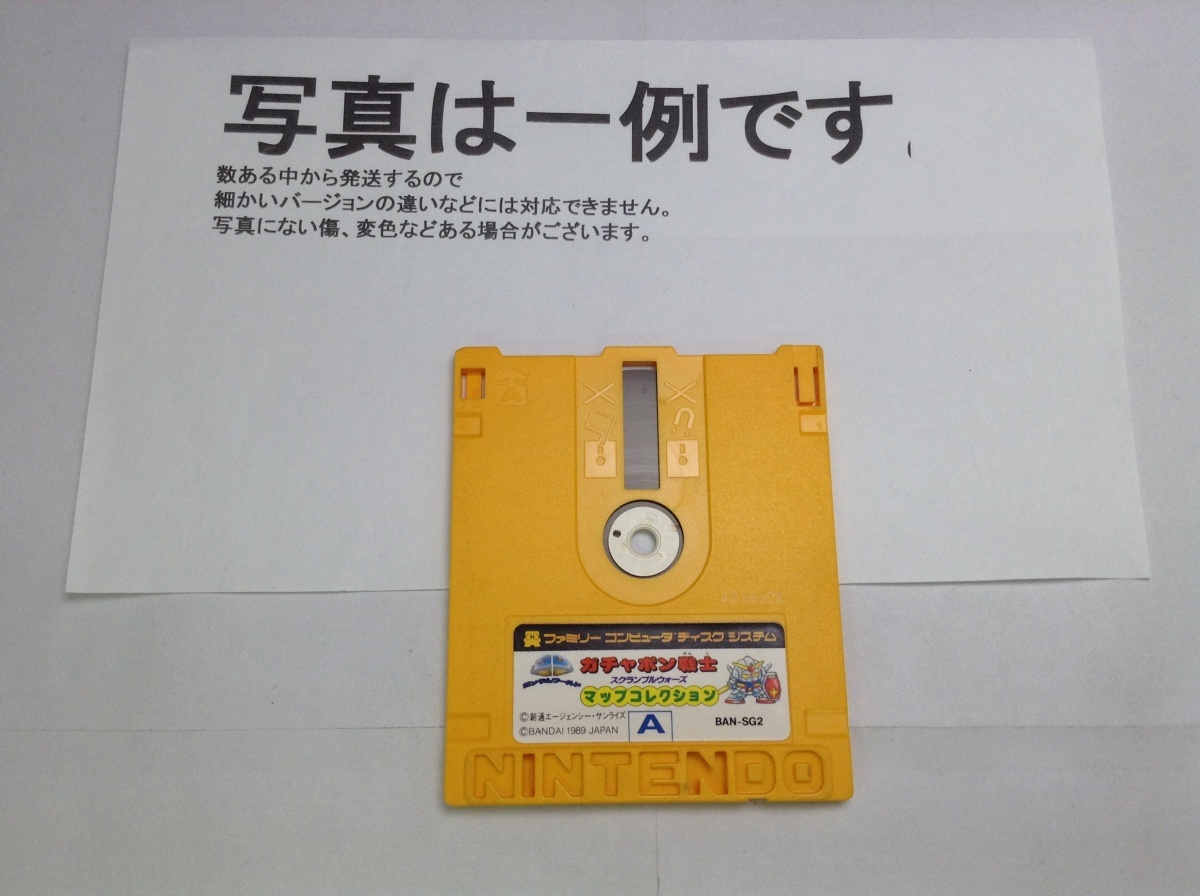 写真は一例です。
数ある中から発送するので
細かいバージョンの違いなどには対応できません。
写真にない傷、変色などある場合がございます。
ファミリー コンピュータ ディスク システム
ガチャポン戦士
スクランブルウォーズ
マップコレクション
©創通エージェンシー・サンライズ
©BANDAI 1989 JAPAN
A
BAN-SG2
NINTENDO